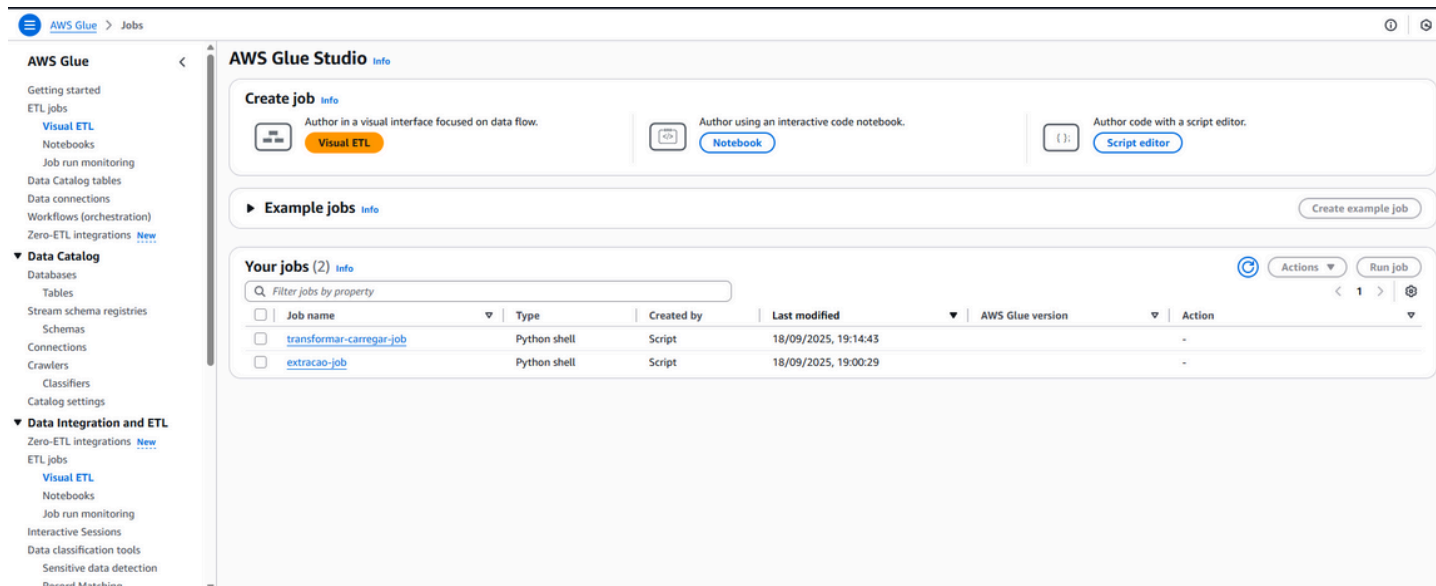 AWS Glue > Jobs
AWS Glue
Getting started
ETL jobs
Visual ETL
Notebooks
Job run monitoring
Data Catalog tables
Data connections
Workflows (orchestration)
Zero-ETL integrations New
Data Catalog
Databases
Tables
Stream schema registries
Schemas
Connections
Crawlers
Classifiers
Catalog settings
Data Integration and ETL
Zero-ETL integrations New
ETL jobs
Visual ETL
Notebooks
Job run monitoring
Interactive Sessions
Data classification tools
Sensitive data detection
Record Matching
AWS Glue Studio Info
Create job Info
Author in a visual interface focused on data flow.
Visual ETL
Author using an interactive code notebook.
Notebook
Author code with a script editor.
Script editor
Example jobs Info
Create example job
Your jobs (2) Info
Actions
Run job
Filter jobs by property
1
Job name Type Created by Last modified AWS Glue version Action
transformar-carregar-job Python shell Script 18/09/2025, 19:14:43 -
extracao-job Python shell Script 18/09/2025, 19:00:29 -